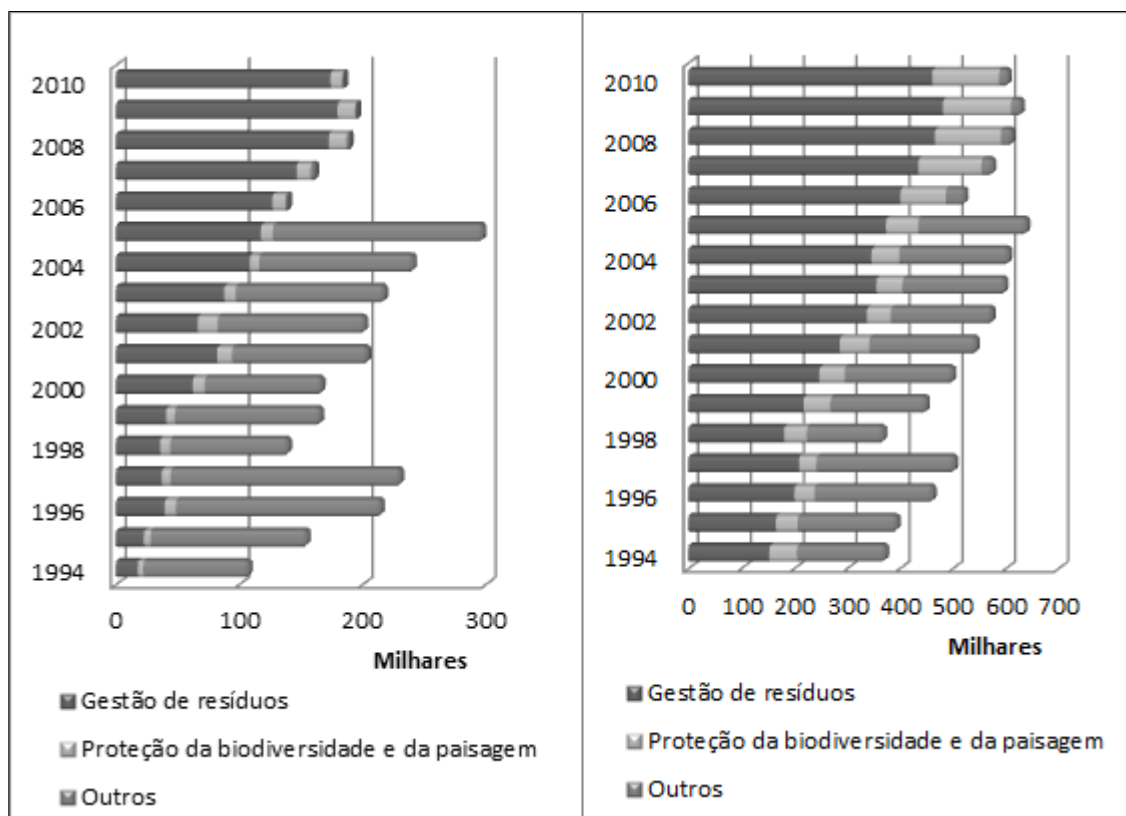 2010
2008
2006
2004
2002
2000
1998
1996
1994
0 100 200 300
Milhares
Gestão de resíduos
Proteção da biodiversidade e da paisagem
Outros
2010
2008
2006
2004
2002
2000
1998
1996
1994
0 100 200 300 400 500 600 700
Milhares
Gestão de resíduos
Proteção da biodiversidade e da paisagem
Outros